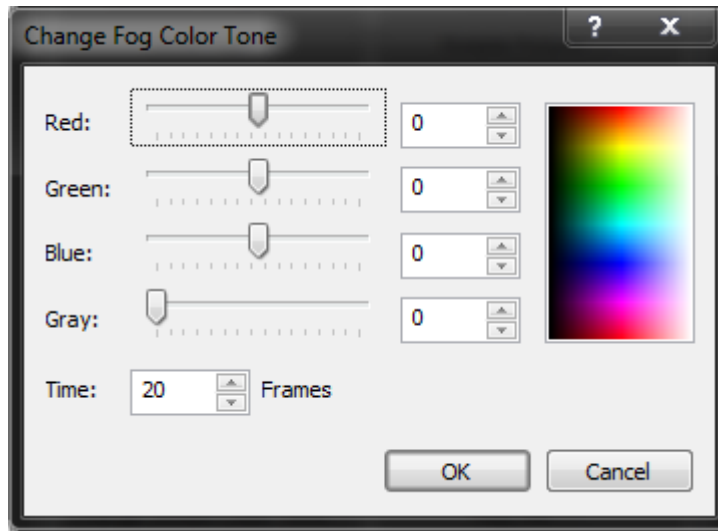 Change Fog Color Tone ? x
Red: 0
Green: 0
Blue: 0
Gray: 0
Time: 20 Frames
OK Cancel